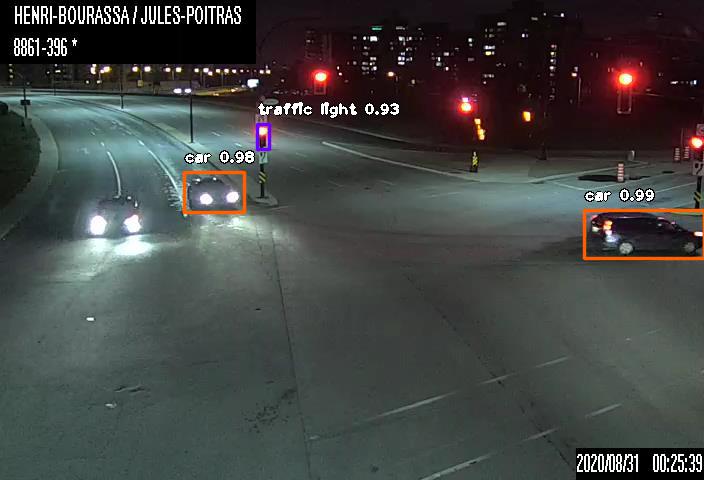 HENRI-BOURASSA / JULES-POITRAS
8861-396 *
traffic light 0.93
car 0.98
car 0.99
2020/08/31 00:25:39